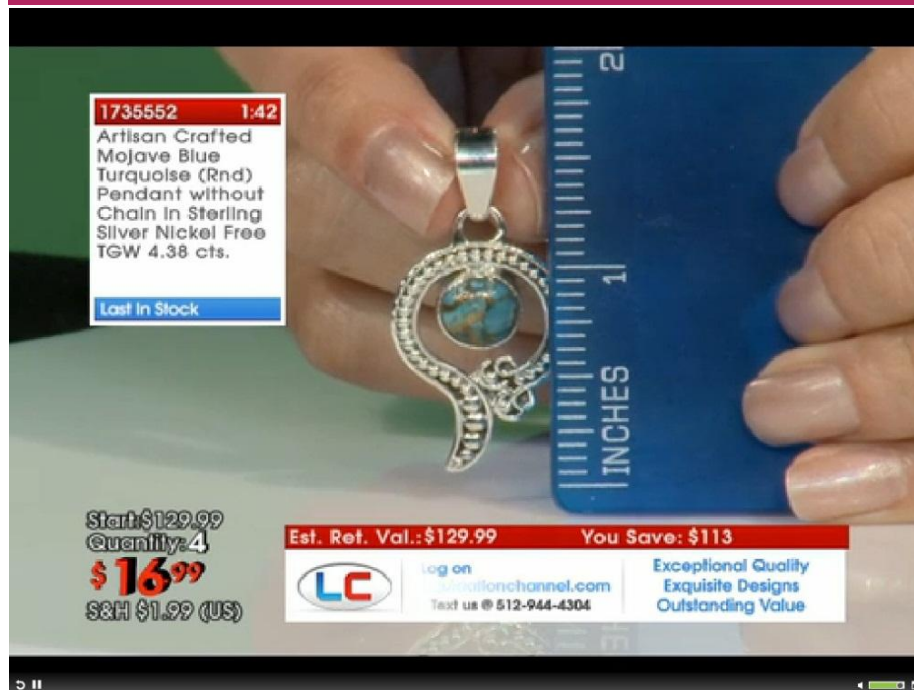 1735552 1:42
Artisan Crafted
Mojave Blue
Turquoise (Rnd)
Pendant without
Chain in Sterling
Silver Nickel Free
TGW 4.38 cts.
Last In Stock
2
1
INCHES
Start:$129.99
Quantity:4
$16.99
S&H $1.99 (US)
Est. Ret. Val.:$129.99 You Save: $113
LC
Log on
channel.com
Text us @ 512-944-4304
Exceptional Quality
Exquisite Designs
Outstanding Value